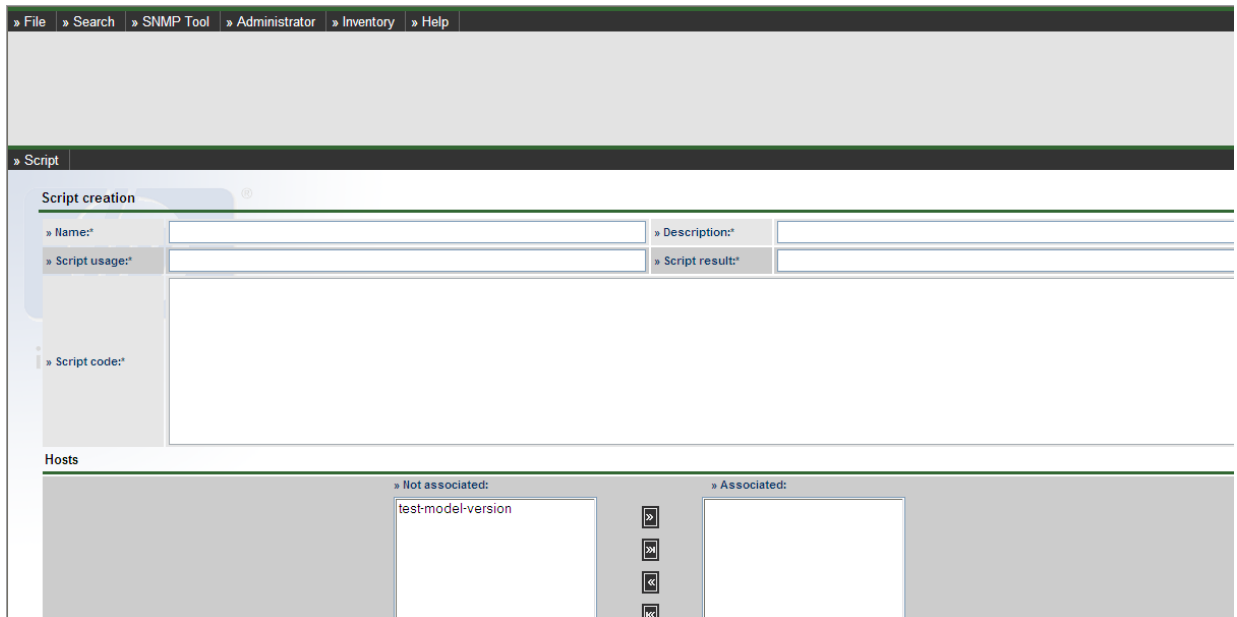 » File » Search » SNMP Tool » Administrator » Inventory » Help
» Script
®
Script creation
» Name:* » Description:*
» Script usage:* » Script result:*
» Script code:*
Hosts
» Not associated: » Associated:
test-model-version